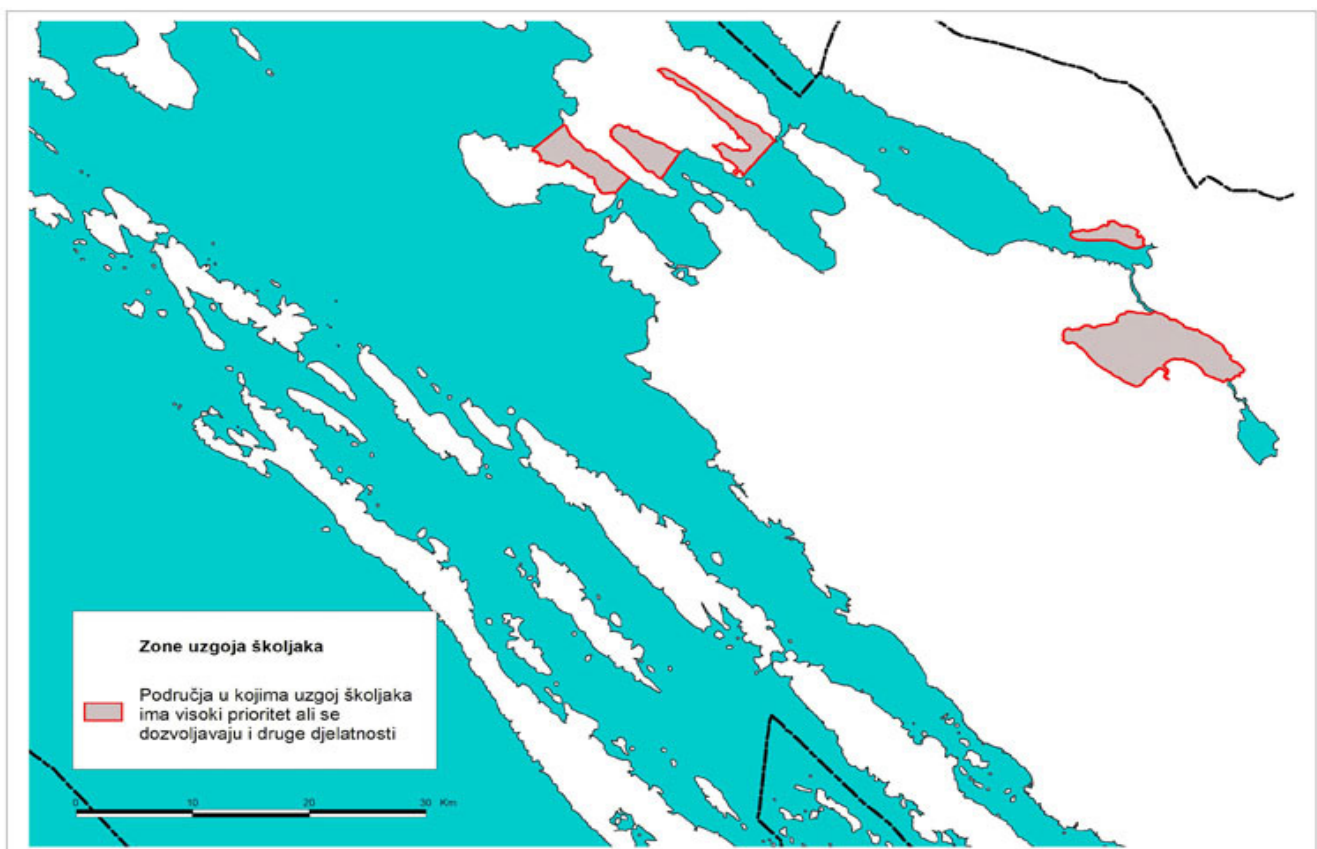 Zone uzgoja školjaka
Područja u kojima uzgoj školjaka
ima visoki prioritet ali se
dozvoljavaju i druge djelatnosti
0 10 20 30 Km